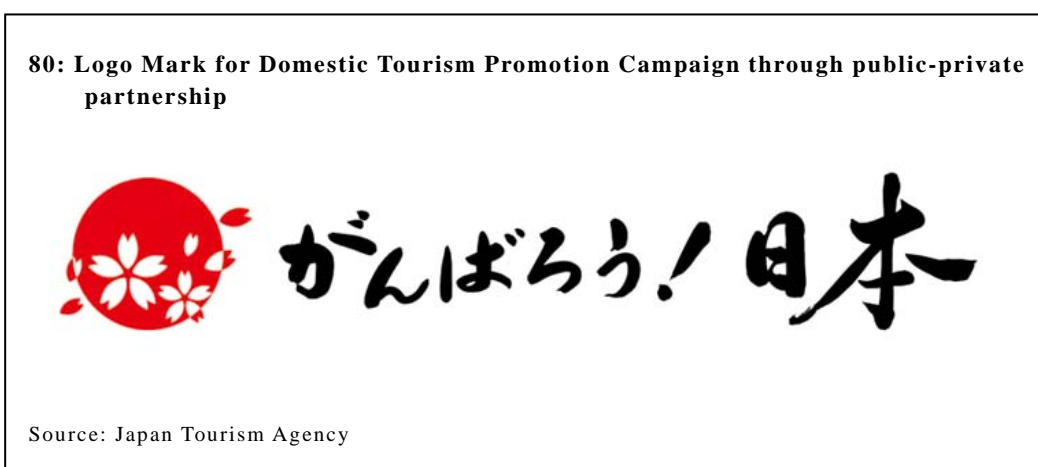 80: Logo Mark for Domestic Tourism Promotion Campaign through public-private
partnership
がんばろう！日本
Source: Japan Tourism Agency